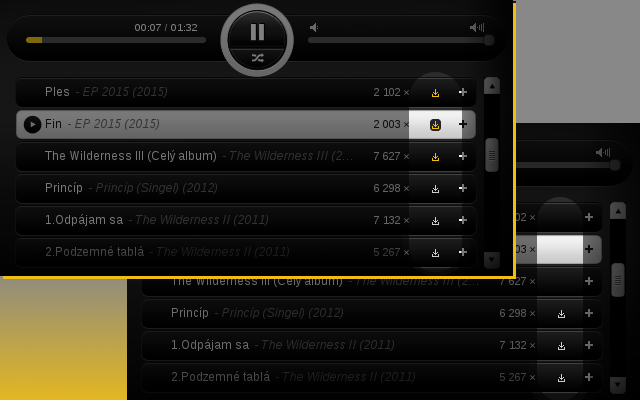 00:07 / 01:32
Ples - EP 2015 (2015) 2 102 ×
Fin - EP 2015 (2015) 2 003 ×
The Wilderness III (Celý album) - The Wilderness III (2... 7 627 ×
Princíp - Princíp (Singel) (2012) 6 298 ×
1.Odpájam sa - The Wilderness II (2011) 7 132 ×
2.Podzemné tablá - The Wilderness II (2011) 5 267 ×
02 ×
03 ×
The Wilderness III (Celý album) - The Wilderness III (2... 7 627 ×
Princíp - Princíp (Singel) (2012) 6 298 ×
1.Odpájam sa - The Wilderness II (2011) 7 132 ×
2.Podzemné tablá - The Wilderness II (2011) 5 267 ×